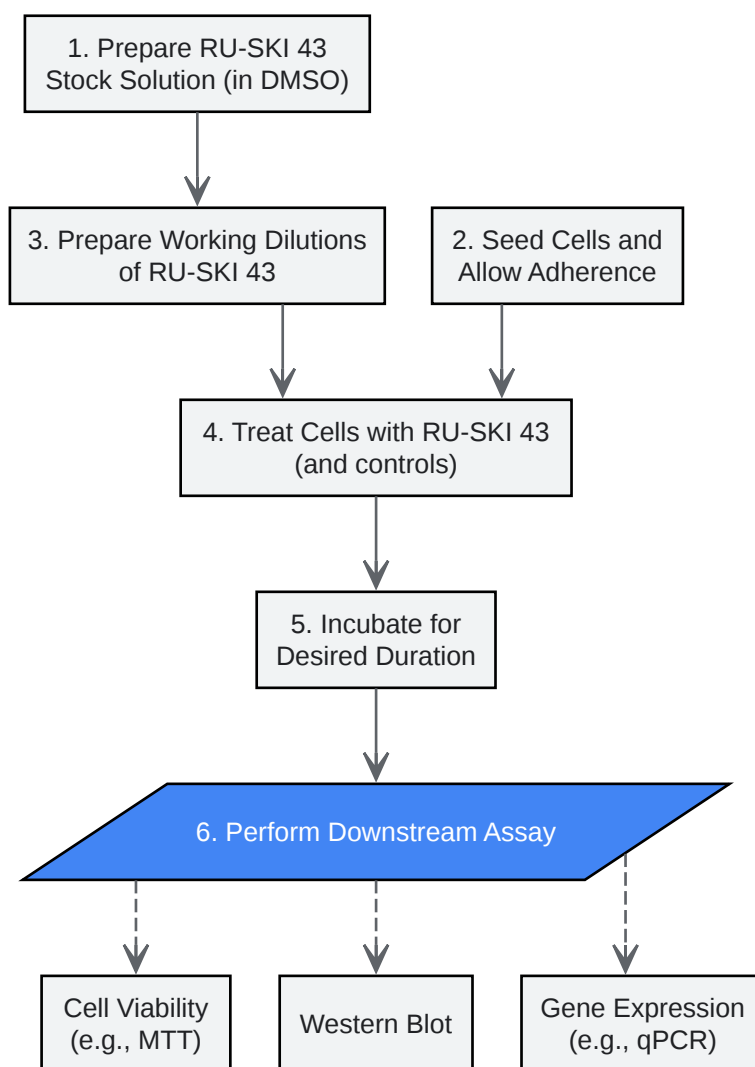 1. Prepare RU-SKI 43
Stock Solution (in DMSO)
3. Prepare Working Dilutions
of RU-SKI 43
2. Seed Cells and
Allow Adherence
4. Treat Cells with RU-SKI 43
(and controls)
5. Incubate for
Desired Duration
6. Perform Downstream Assay
Cell Viability
(e.g., MTT)
Western Blot
Gene Expression
(e.g., qPCR)